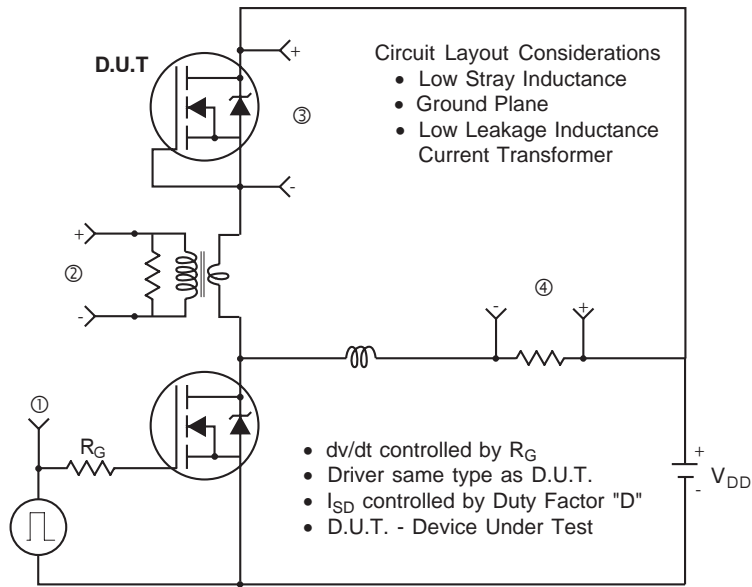 D.U.T
+
③
-
Circuit Layout Considerations
• Low Stray Inductance
• Ground Plane
• Low Leakage Inductance
Current Transformer
+
②
-
④
-
+
①
RG
• dv/dt controlled by RG
• Driver same type as D.U.T.
• ISD controlled by Duty Factor "D"
• D.U.T. - Device Under Test
+
VDD
-